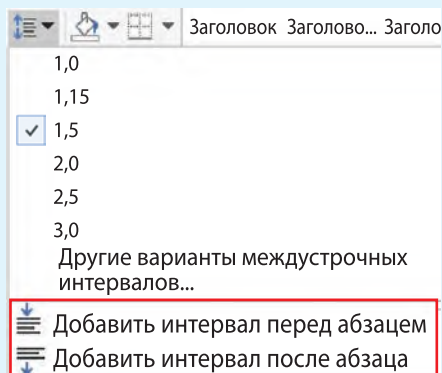 Заголовок Заголово... Заголо
1,0
1,15
1,5
2,0
2,5
3,0
Другие варианты междустрочных
интервалов...
Добавить интервал перед абзацем
Добавить интервал после абзаца